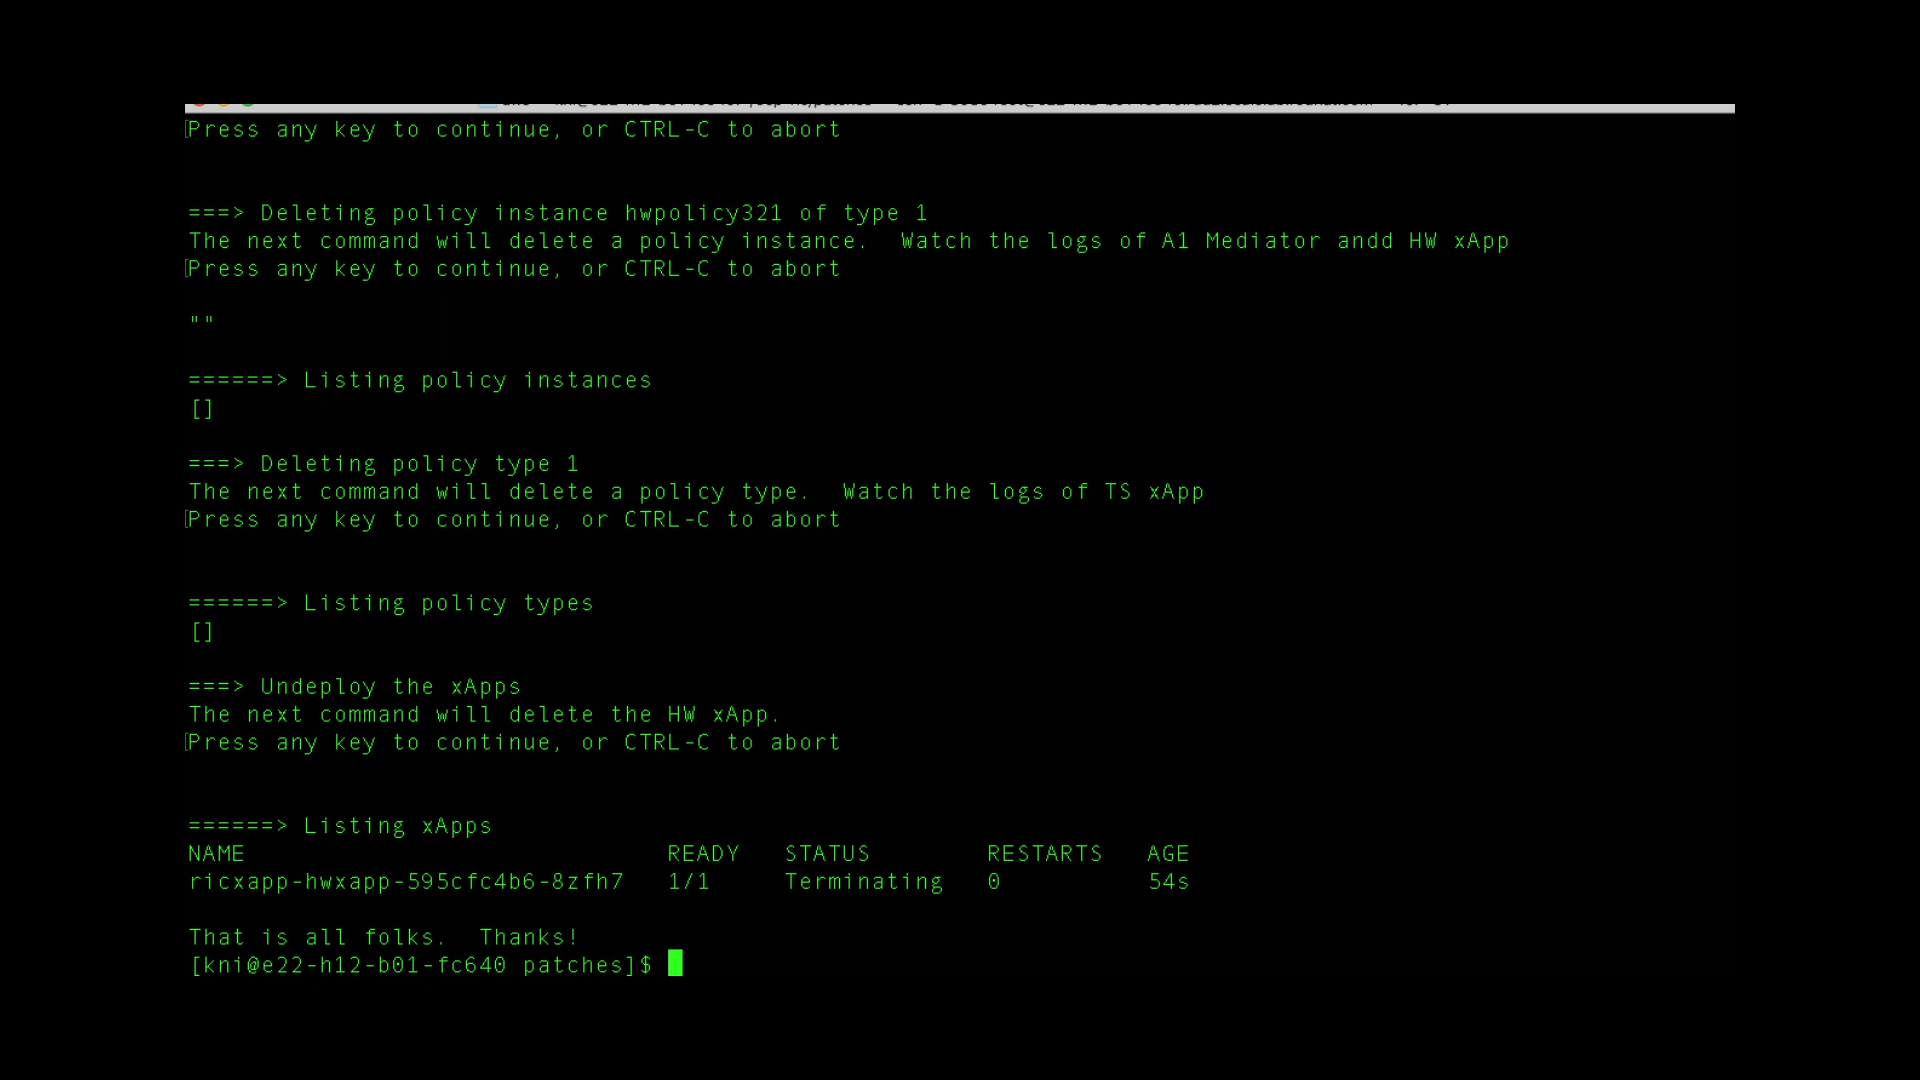 Press any key to continue, or CTRL-C to abort
===> Deleting policy instance hwpolicy321 of type 1
The next command will delete a policy instance.  Watch the logs of A1 Mediator andd HW xApp
Press any key to continue, or CTRL-C to abort
""
======> Listing policy instances
[]
===> Deleting policy type 1
The next command will delete a policy type.  Watch the logs of TS xApp
Press any key to continue, or CTRL-C to abort
======> Listing policy types
[]
===> Undeploy the xApps
The next command will delete the HW xApp.
Press any key to continue, or CTRL-C to abort
======> Listing xApps
NAME READY STATUS RESTARTS AGE
ricxapp-hwxapp-595cfc4b6-8zfh7 1/1 Terminating 0 54s
That is all folks.  Thanks!
[kni@e22-h12-b01-fc640 patches]$